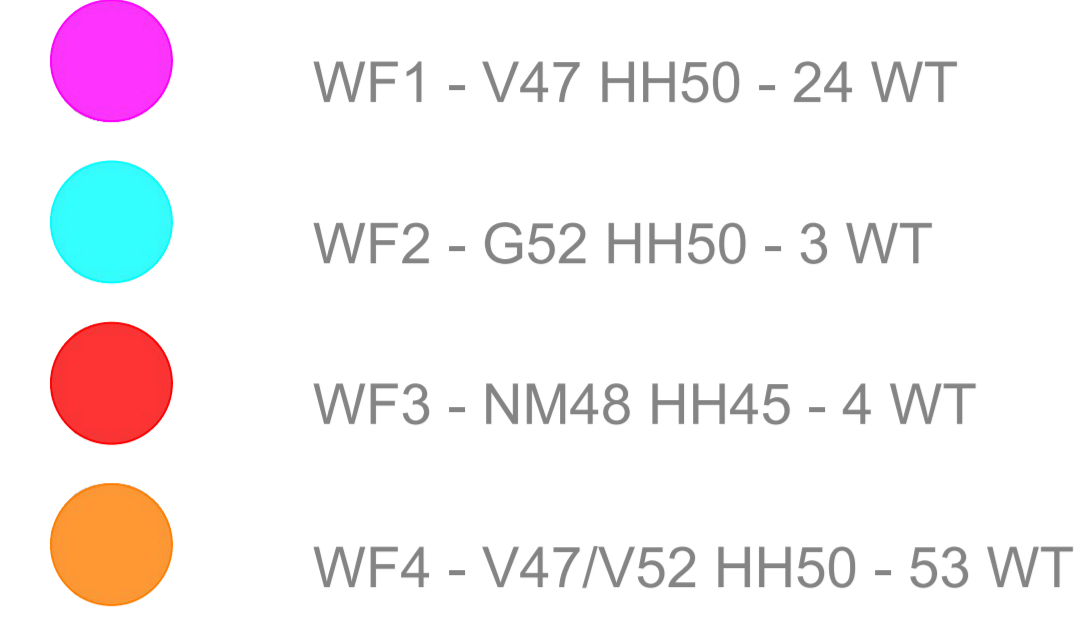 WF1 - V47 HH50 - 24 WT
WF2 - G52 HH50 - 3 WT
WF3 - NM48 HH45 - 4 WT
WF4 - V47/V52 HH50 - 53 WT